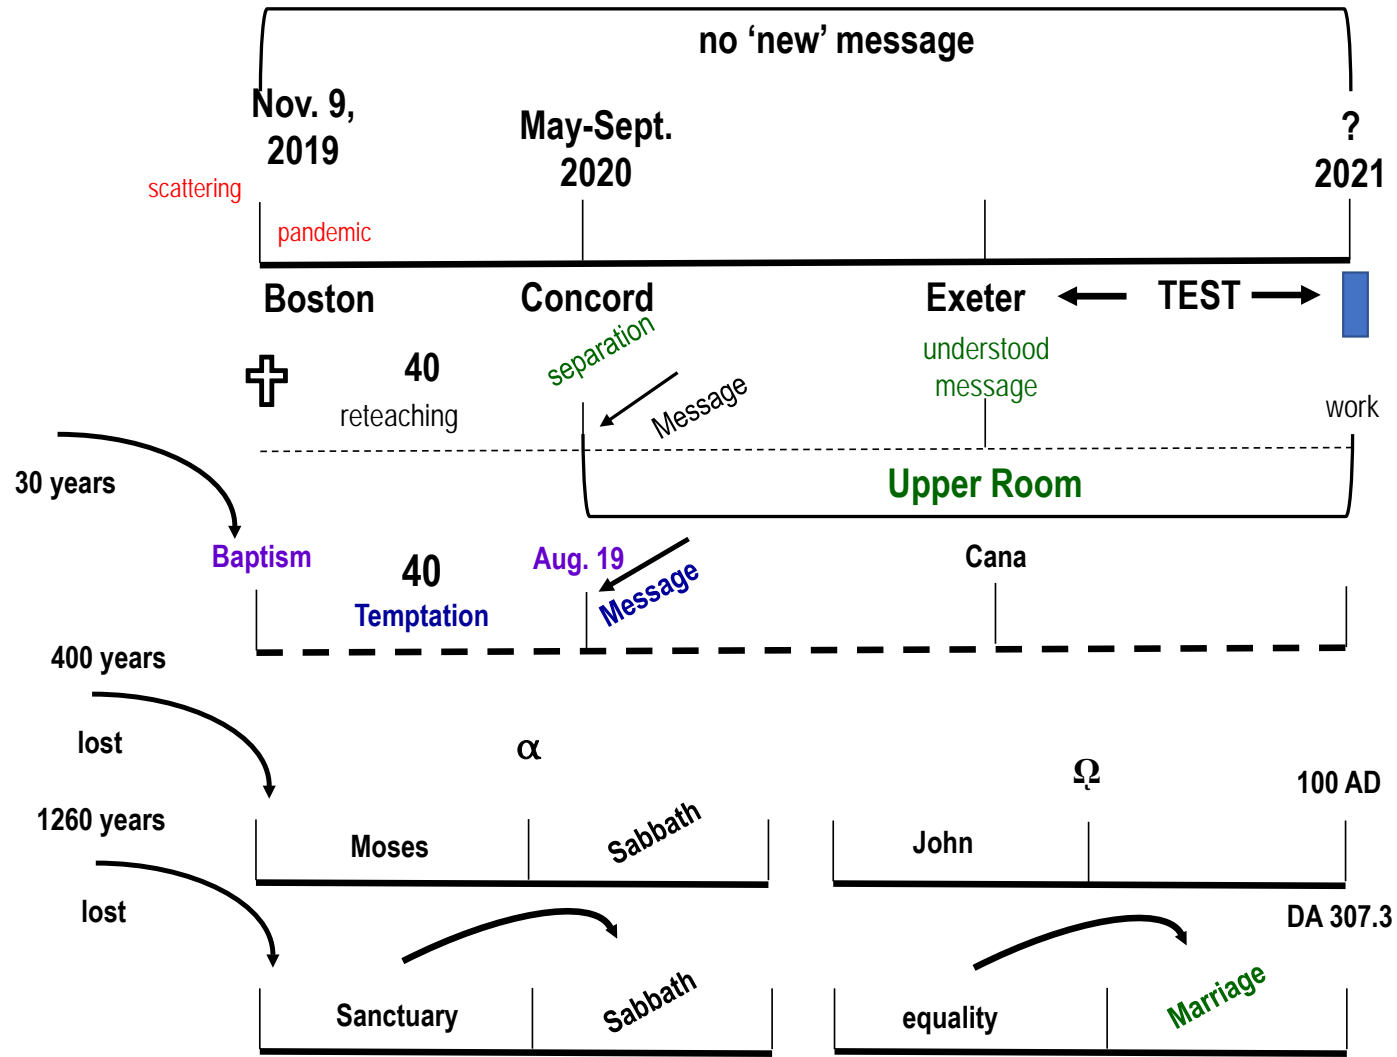 no ‘new’ message
Nov. 9,
2019
May-Sept.
2020
?
2021
scattering
pandemic
Boston
Concord
Exeter
TEST
separation
understood
message
40
reteaching
Message
work
30 years
Upper Room
Baptism
40
Temptation
Aug. 19
Message
Cana
400 years
lost
α
Ω
100 AD
1260 years
Moses
Sabbath
John
lost
DA 307.3
Sanctuary
Sabbath
equality
Marriage